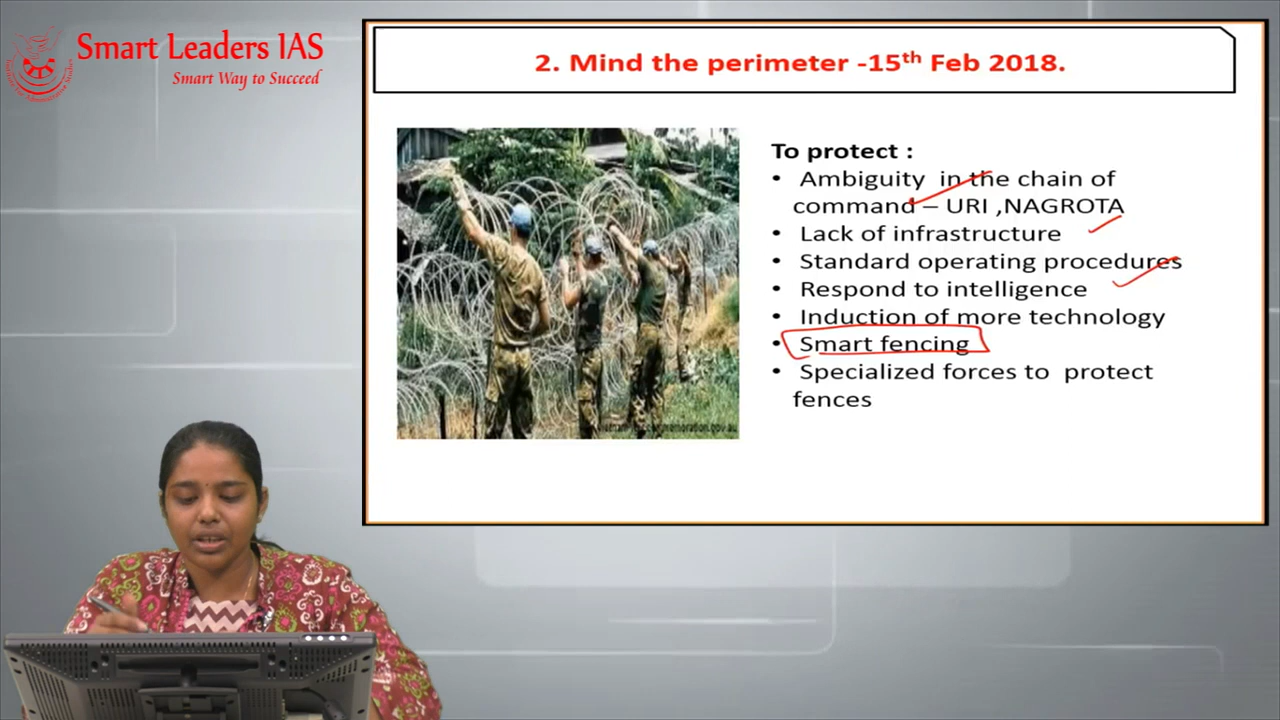 Smart Leaders IAS
Smart Way to Succeed
2. Mind the perimeter -15th Feb 2018.
To protect :
• Ambiguity in the chain of
command – URI ,NAGROTA
• Lack of infrastructure
• Standard operating procedures
• Respond to intelligence
• Induction of more technology
• Smart fencing
• Specialized forces to protect
fences